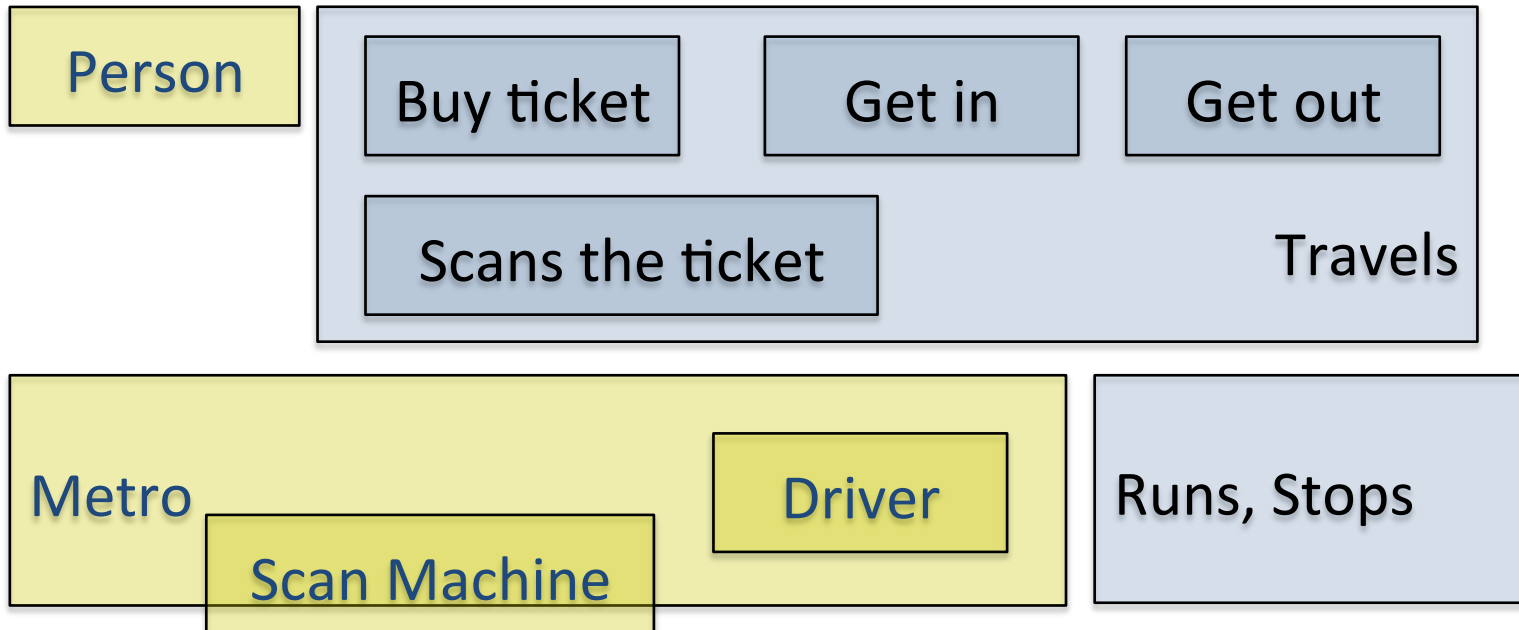 Person
Buy ticket
Get in
Get out
Scans the ticket
Travels
Metro
Driver
Runs, Stops
Scan Machine